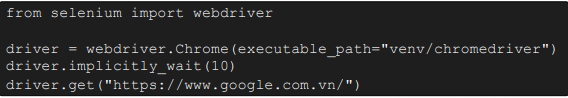 from selenium import webdriver
driver = webdriver.Chrome(executable_path="venv/chromedriver")
driver.implicitly_wait(10)
driver.get("https://www.google.com.vn/")